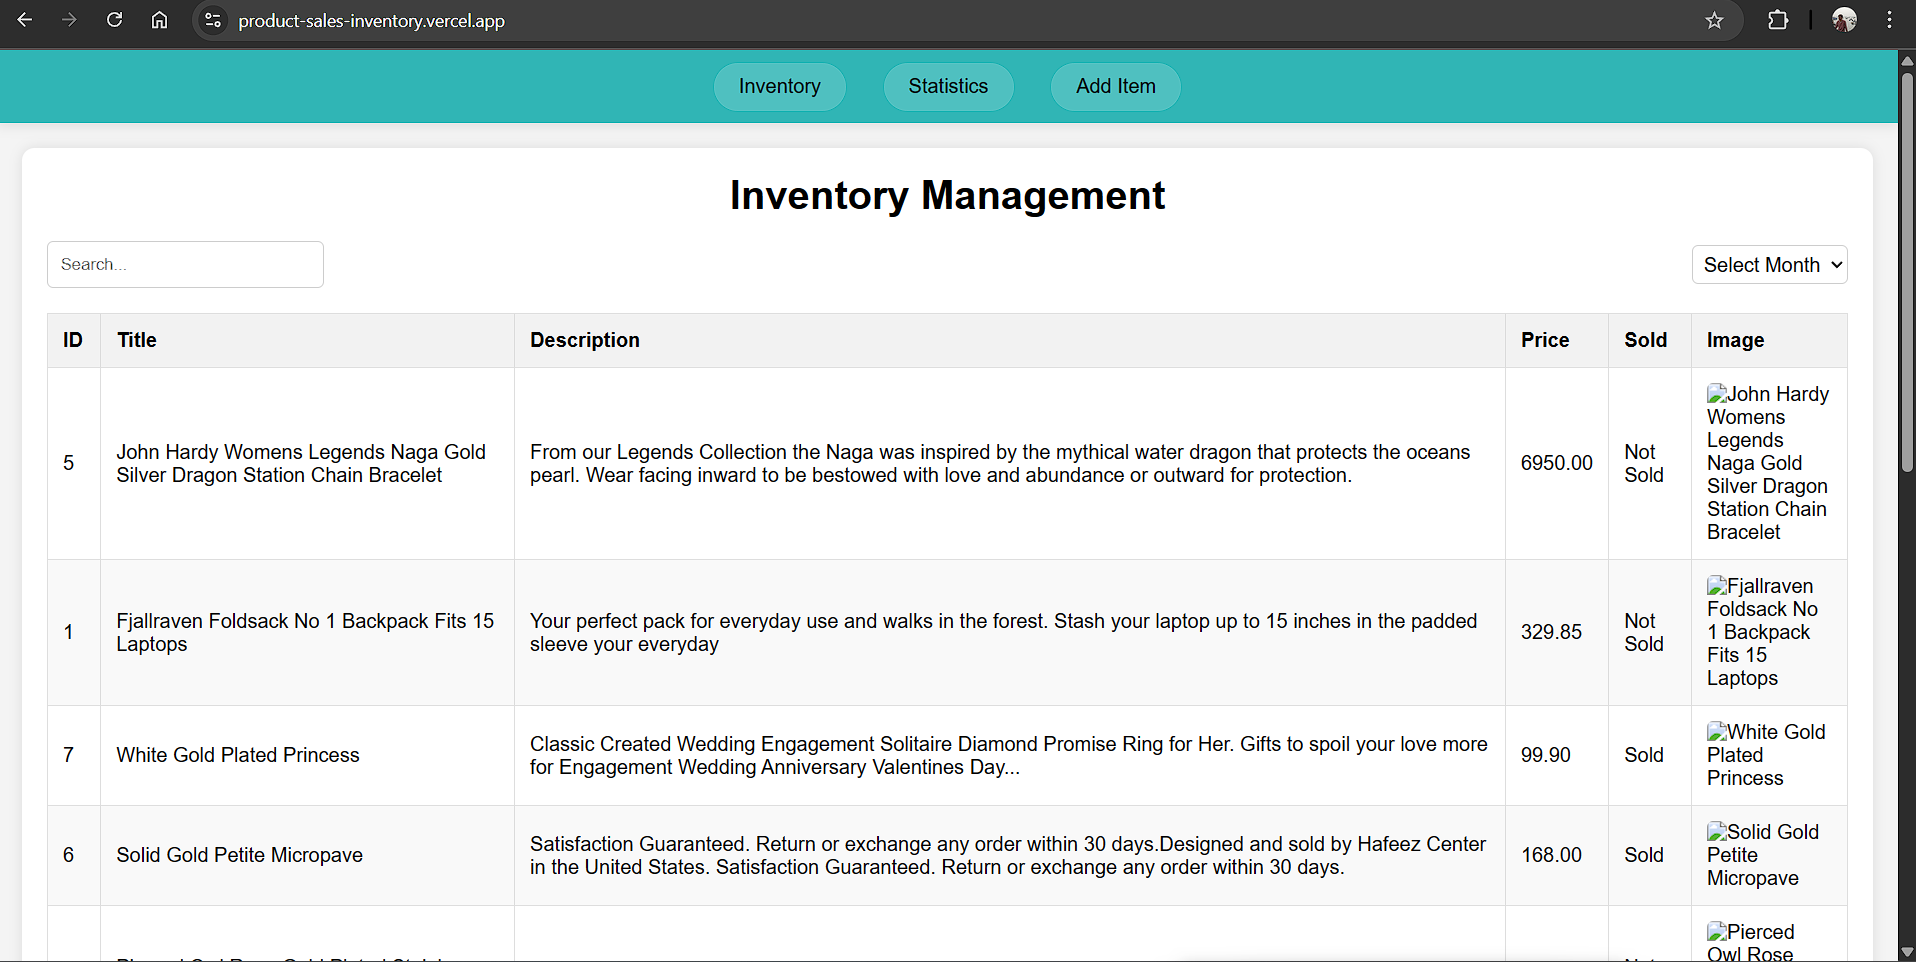 product-sales-inventory.vercel.app
Inventory
Statistics
Add Item
Inventory Management
Search...
Select Month
ID
Title
Description
Price
Sold
Image
5
John Hardy Womens Legends Naga Gold
Silver Dragon Station Chain Bracelet
From our Legends Collection the Naga was inspired by the mythical water dragon that protects the oceans
pearl. Wear facing inward to be bestowed with love and abundance or outward for protection.
6950.00
Not
Sold
John Hardy
Womens
Legends
Naga Gold
Silver Dragon
Station Chain
Bracelet
1
Fjallraven Foldsack No 1 Backpack Fits 15
Laptops
Your perfect pack for everyday use and walks in the forest. Stash your laptop up to 15 inches in the padded
sleeve your everyday
329.85
Not
Sold
Fjallraven
Foldsack No
1 Backpack
Fits 15
Laptops
7
White Gold Plated Princess
Classic Created Wedding Engagement Solitaire Diamond Promise Ring for Her. Gifts to spoil your love more
for Engagement Wedding Anniversary Valentines Day...
99.90
Sold
White Gold
Plated
Princess
6
Solid Gold Petite Micropave
Satisfaction Guaranteed. Return or exchange any order within 30 days.Designed and sold by Hafeez Center
in the United States. Satisfaction Guaranteed. Return or exchange any order within 30 days.
168.00
Sold
Solid Gold
Petite
Micropave
Pierced
Owl Rose